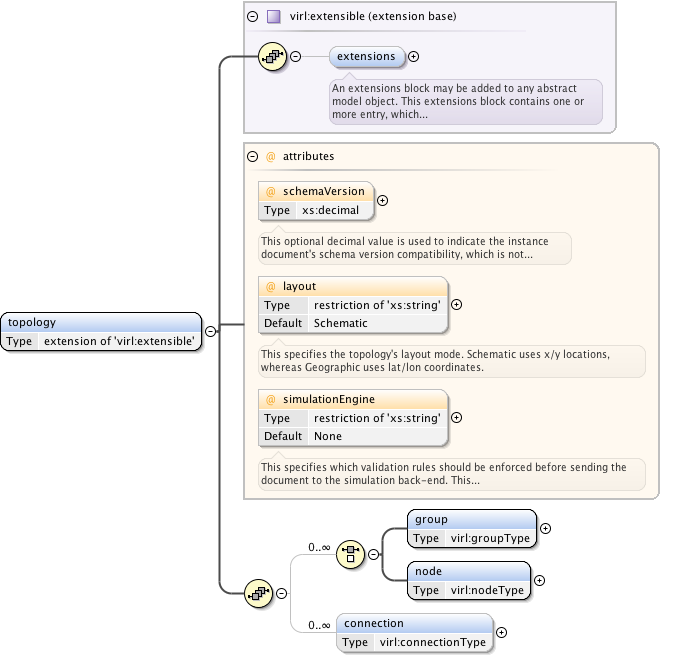 virl:extensible (extension base)
extensions
An extensions block may be added to any abstract
model object. This extensions block contains one or
more entry, which...
@ attributes
@ schemaVersion
Type xs:decimal
This optional decimal value is used to indicate the instance
document's schema version compatibility, which is not...
@ layout
Type restriction of 'xs:string'
Default Schematic
This specifies the topology's layout mode. Schematic uses x/y locations,
whereas Geographic uses lat/lon coordinates.
topology
Type extension of 'virl:extensible'
@ simulationEngine
Type restriction of 'xs:string'
Default None
This specifies which validation rules should be enforced before sending the
document to the simulation back-end. This...
group
Type virl:groupType
0..∞
node
Type virl:nodeType
0..∞
connection
Type virl:connectionType